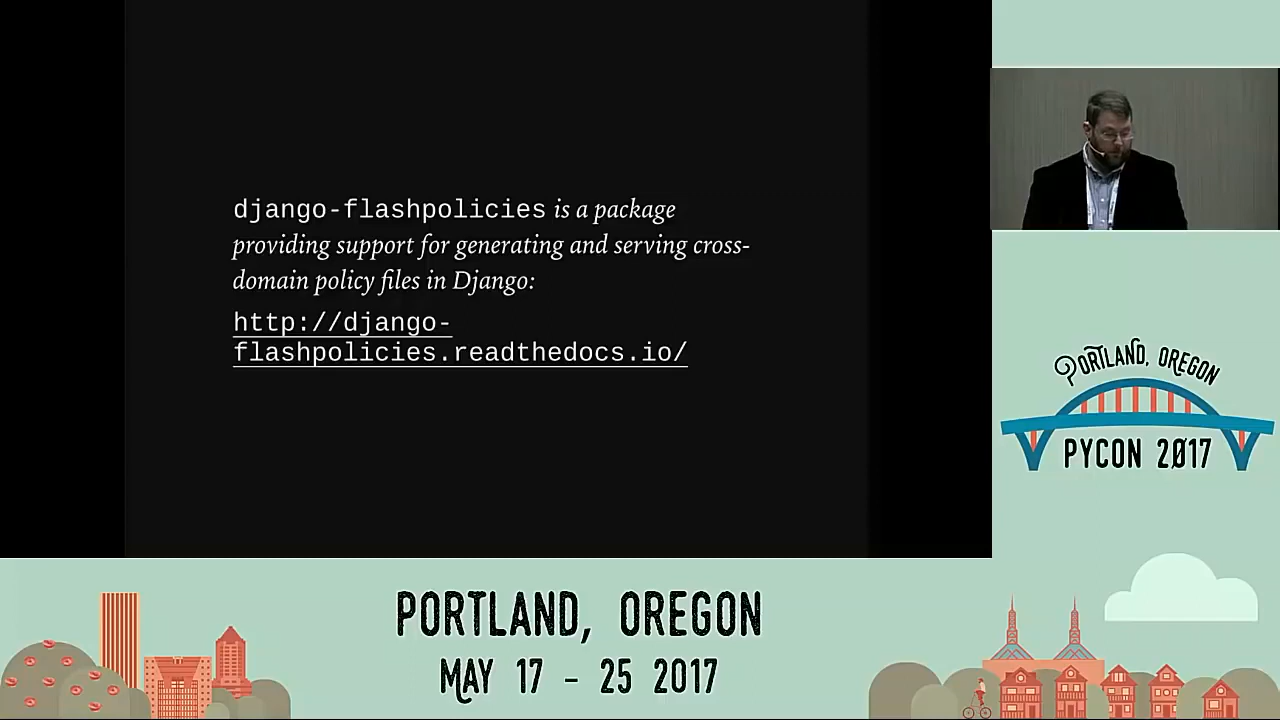 django-flashpolicies is a package
providing support for generating and serving cross-
domain policy files in Django:
http://django-
flashpolicies.readthedocs.io/
PORTLAND, OREGON
PYCON 2017
PORTLAND, OREGON
MAY 17 - 25 2017